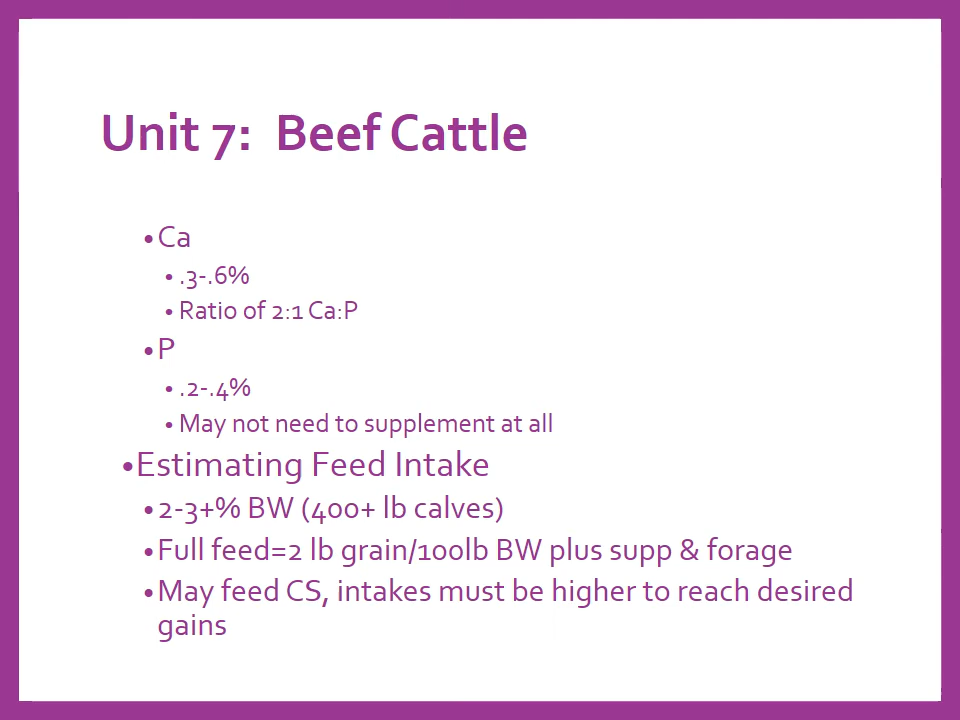 Unit 7:  Beef Cattle
•Ca
• .3-.6%
• Ratio of 2:1 Ca:P
•P
• .2-.4%
• May not need to supplement at all
•Estimating Feed Intake
•2-3+% BW (400+ lb calves)
•Full feed=2 lb grain/100lb BW plus supp & forage
•May feed CS, intakes must be higher to reach desired
gains